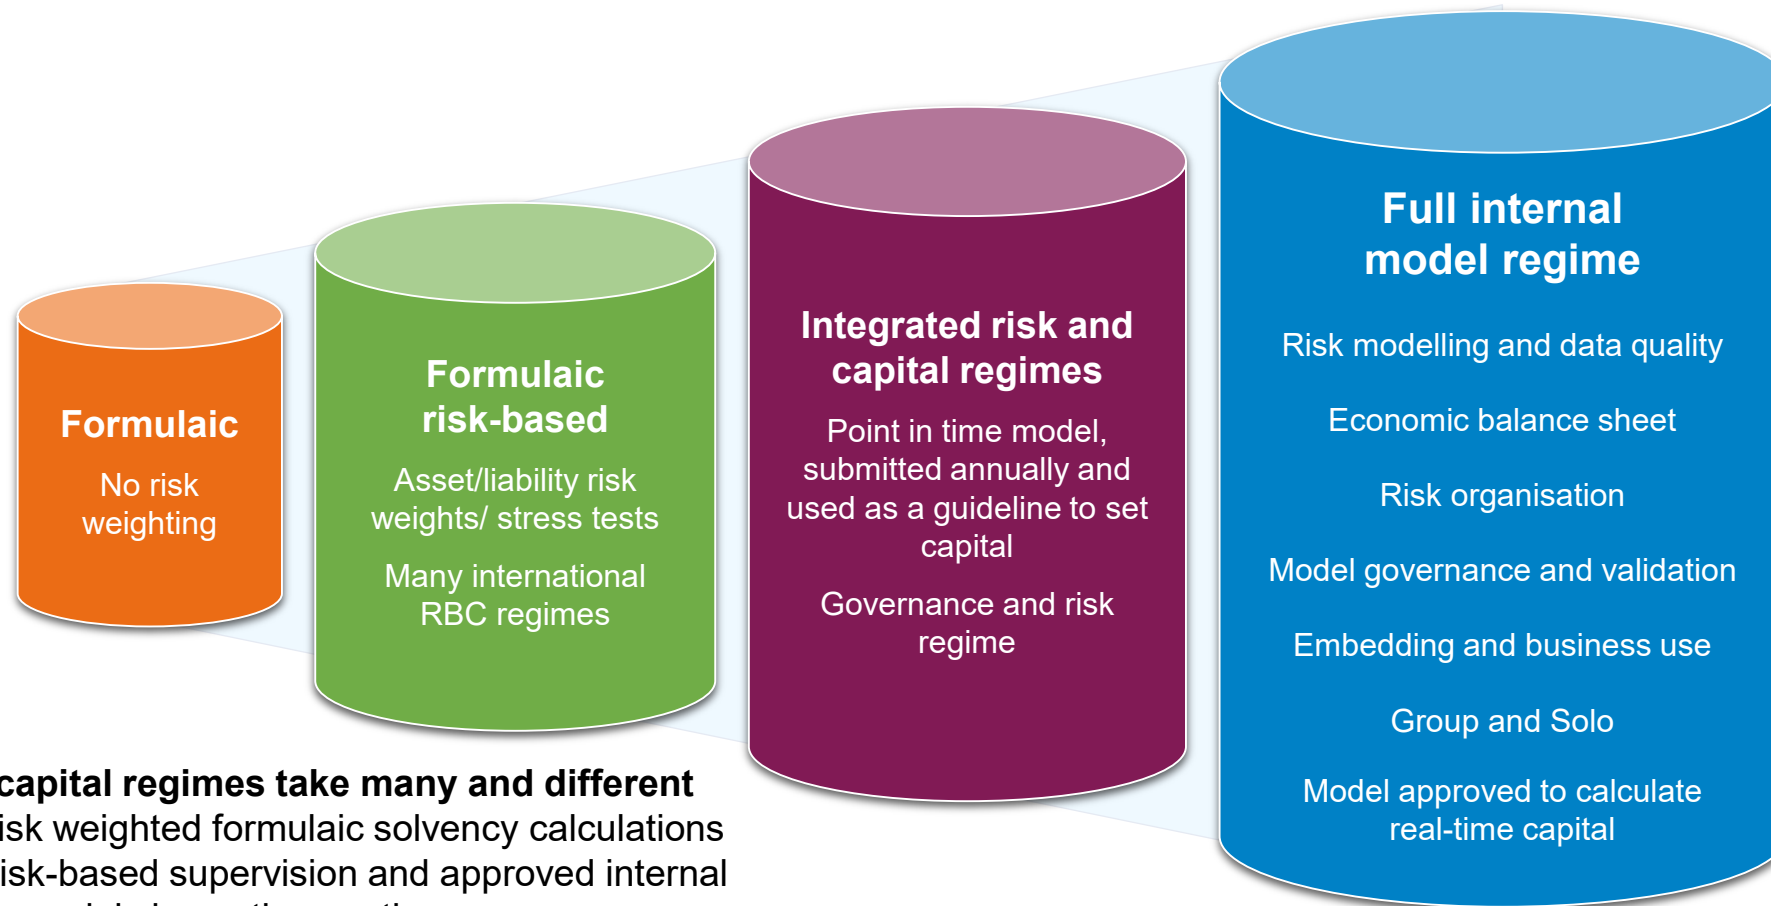 Formulaic
No risk
weighting
Formulaic
risk-based
Asset/liability risk
weights/ stress tests
Many international
RBC regimes
Integrated risk and
capital regimes
Point in time model,
submitted annually and
used as a guideline to set
capital
Governance and risk
regime
Full internal
model regime
Risk modelling and data quality
Economic balance sheet
Risk organisation
Model governance and validation
Embedding and business use
Group and Solo
Model approved to calculate
real-time capital
capital regimes take many and different
risk weighted formulaic solvency calculations
risk-based supervision and approved internal